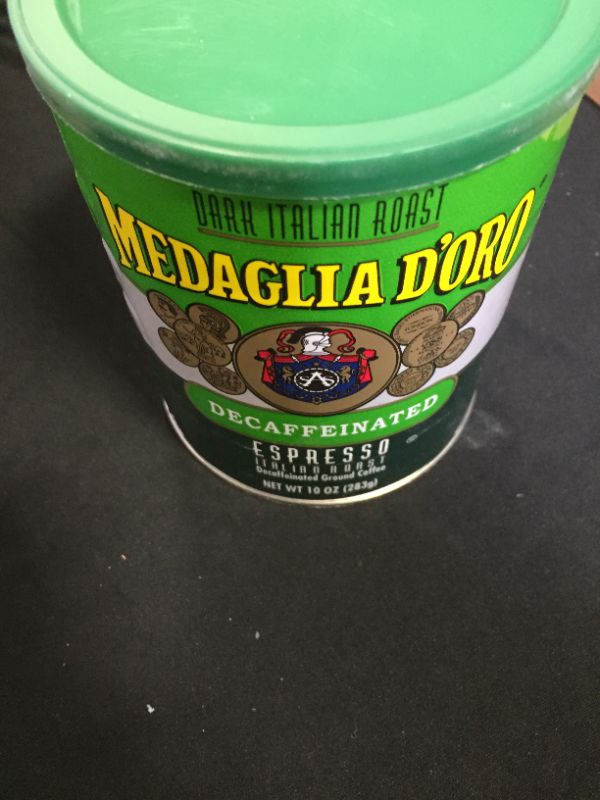 DARK ITALIAN ROAST
MEDAGLIA D'ORO
DECAFFEINATED
ESPRESSO
ITALIAN ROAST
Decaffeinated Ground Coffee
NET WT 10 OZ (283g)